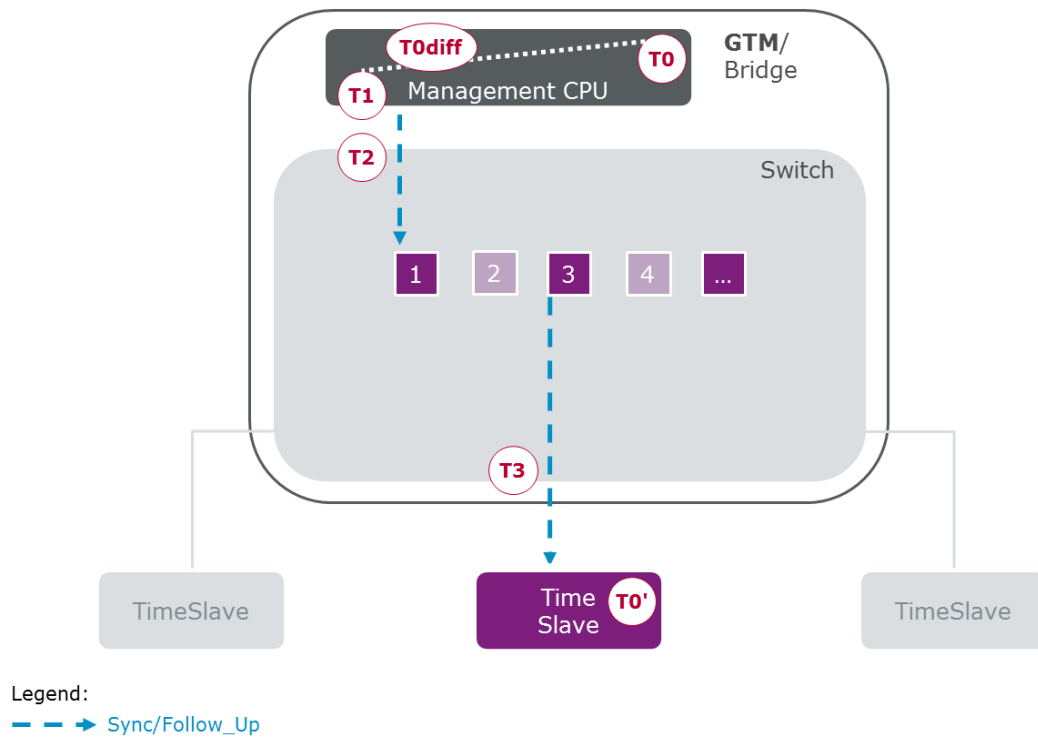 T0diff
T0
GTM/
Bridge
T1
Management CPU
T2
Switch
1
2
3
4
...
T3
TimeSlave
Time
Slave
T0'
TimeSlave
Legend:
Sync/Follow_Up